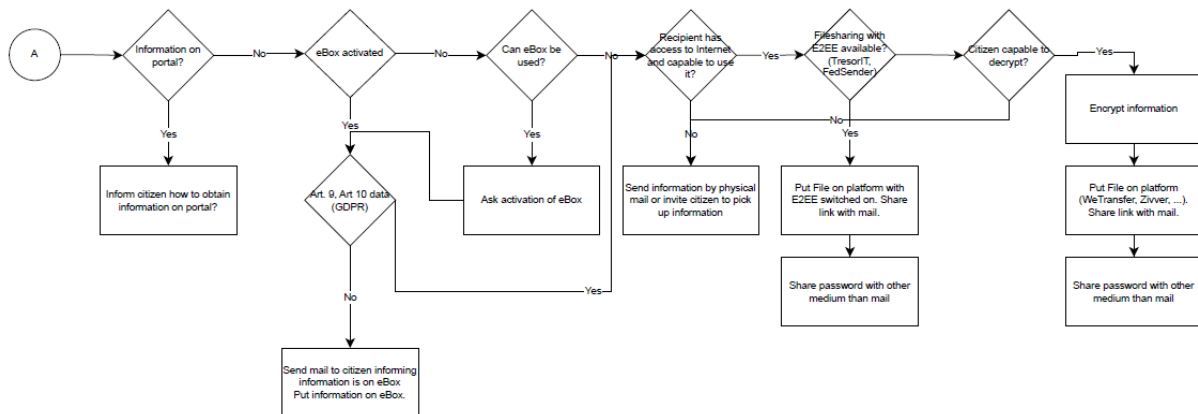 A
Information on
portal?
No
eBox activated
No
Can eBox be
used?
No
Recipient has
access to Internet
and capable to use
it?
Yes
Filesharing with
E2EE available?
(TresorIT,
FedSender)
Yes
Citizen capable to
decrypt?
Yes
Encrypt information
Yes
Yes
Yes
No
Yes
No
Inform citizen how to obtain
information on portal?
Art. 9, Art 10 data
(GDPR)
Ask activation of eBox
Send information by physical
mail or invite citizen to pick
up information
Put File on platform with
E2EE switched on. Share
link with mail.
Put File on platform
(WeTransfer, Zivver, ...).
Share link with mail.
No
Yes
Share password with other
medium than mail
Share password with other
medium than mail
Send mail to citizen informing
information is on eBox
Put information on eBox.